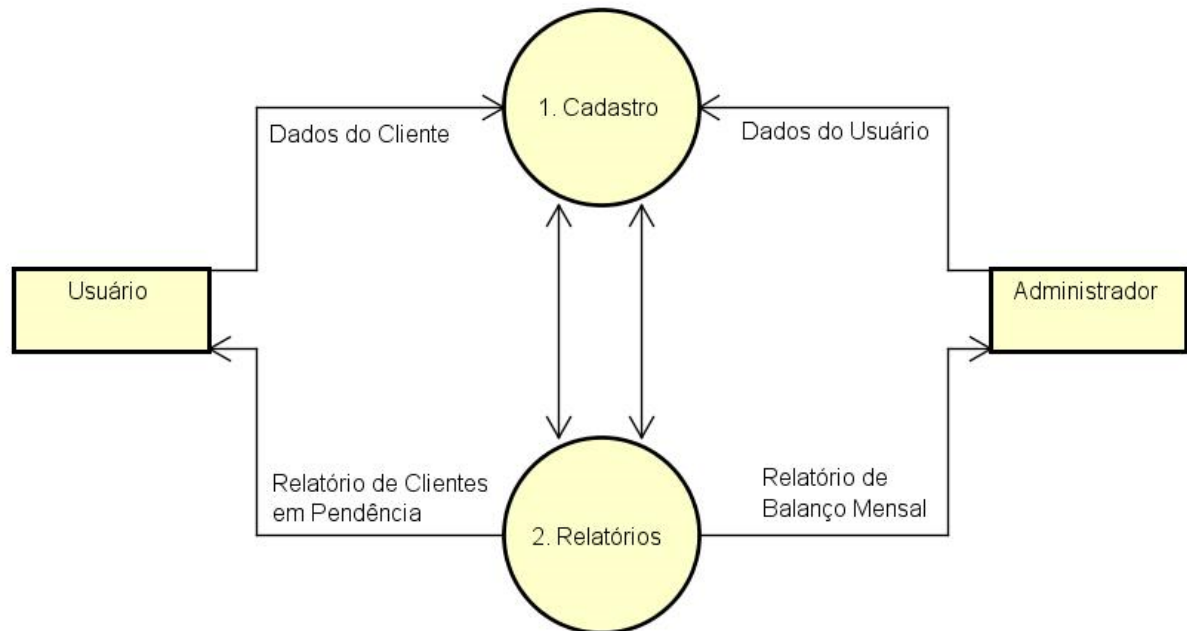 1. Cadastro
Dados do Cliente
Dados do Usuário
Usuário
Administrador
Relatório de Clientes
em Pendência
Relatório de
Balanço Mensal
2. Relatórios